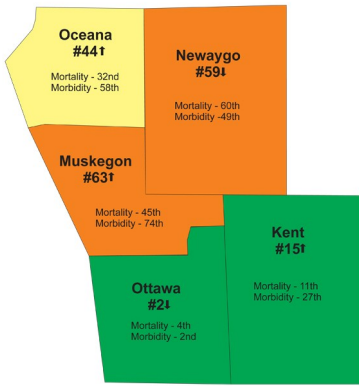 Oceana
#44⬆
Mortality - 32nd
Morbidity - 58th
Newaygo
#59⬇
Mortality - 60th
Morbidity -49th
Muskegon
#63⬆
Mortality - 45th
Morbidity - 74th
Kent
#15⬆
Mortality - 11th
Morbidity - 27th
Ottawa
#2⬇
Mortality - 4th
Morbidity - 2nd